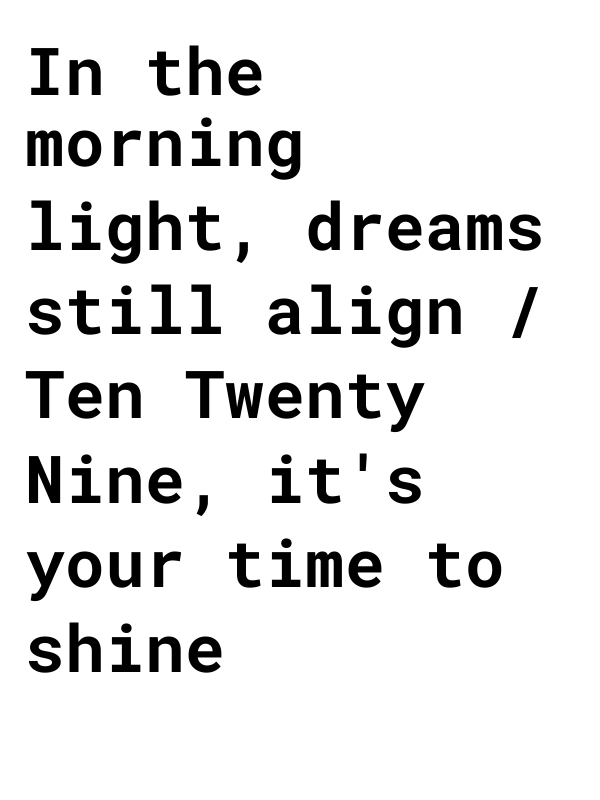 In the
morning
light, dreams
still align /
Ten Twenty
Nine, it's
your time to
shine